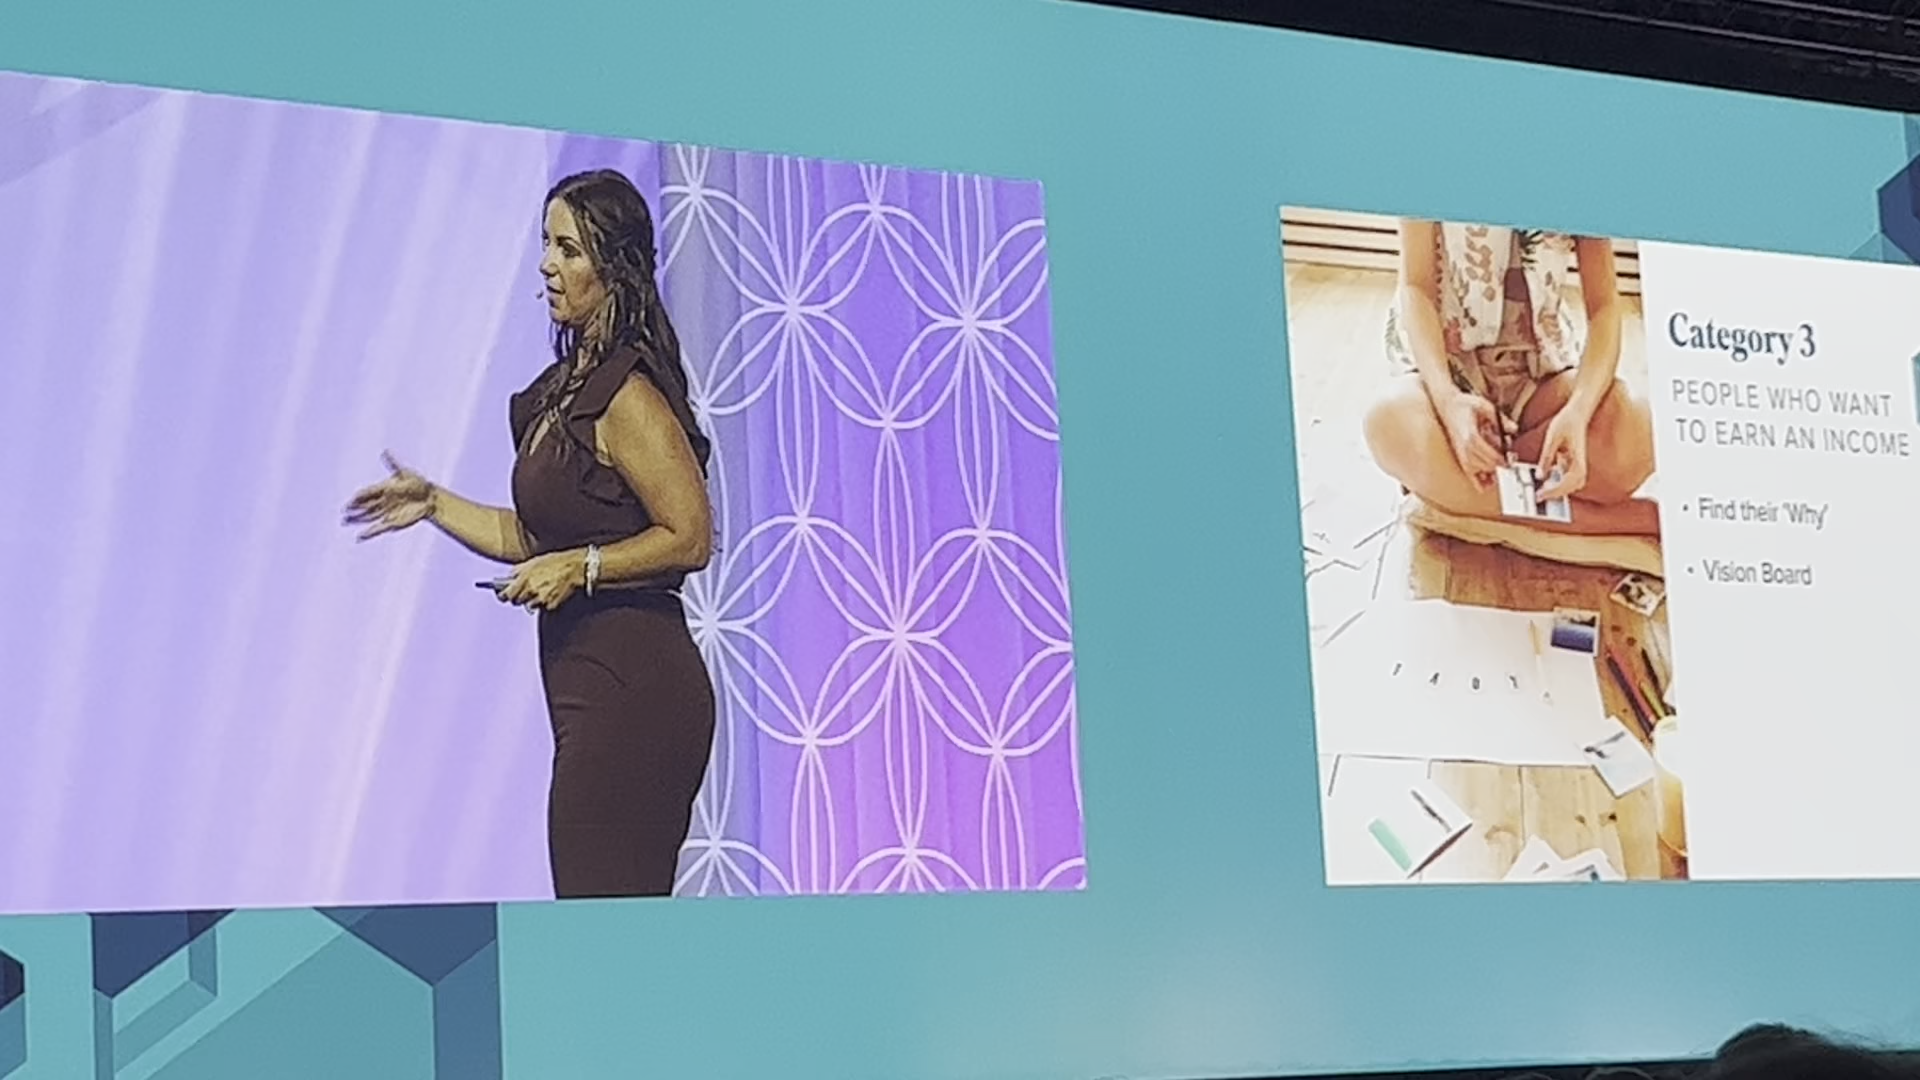 Category 3
PEOPLE WHO WANT
TO EARN AN INCOME
• Find their 'Why'
• Vision Board